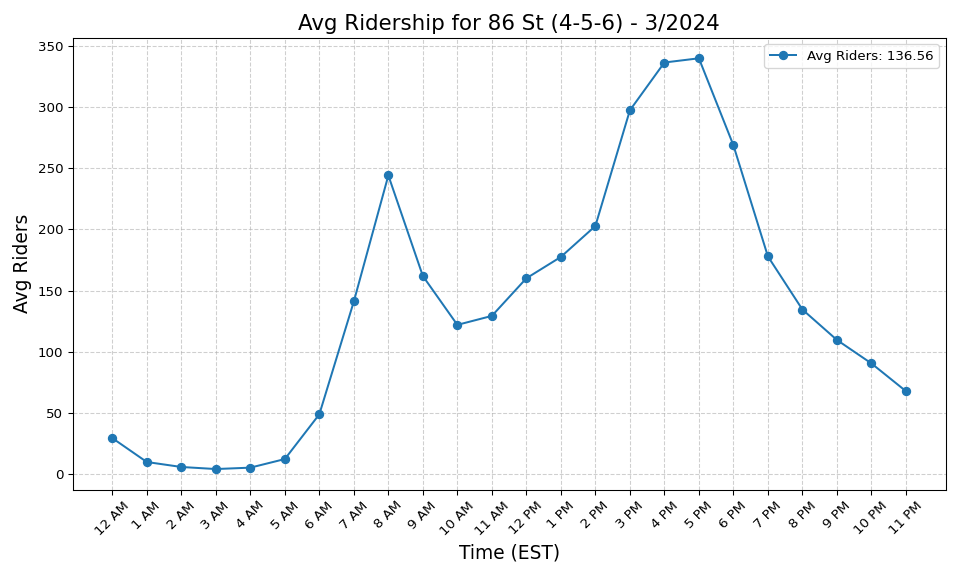 Avg Ridership for 86 St (4-5-6) - 3/2024
Avg Riders: 136.56
350
300
250
200
150
100
50
0
Avg Riders
12 AM
1 AM
2 AM
3 AM
4 AM
5 AM
6 AM
7 AM
8 AM
9 AM
10 AM
11 AM
12 PM
1 PM
2 PM
3 PM
4 PM
5 PM
6 PM
7 PM
8 PM
9 PM
10 PM
11 PM
Time (EST)